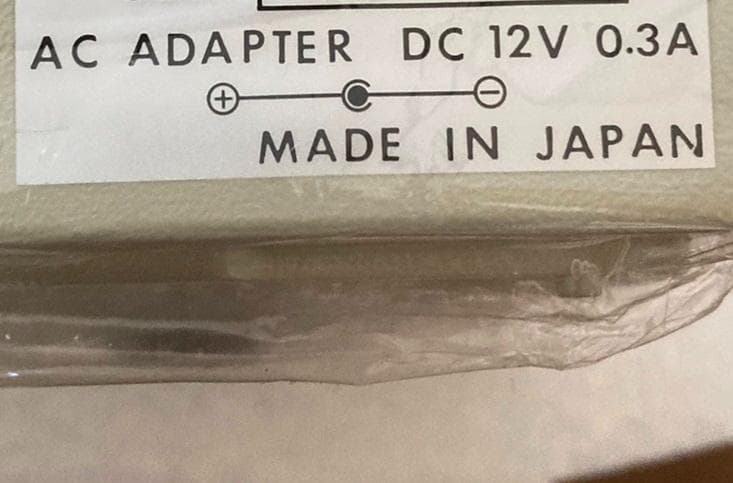 AC ADAPTER DC 12V 0.3A
MADE IN JAPAN